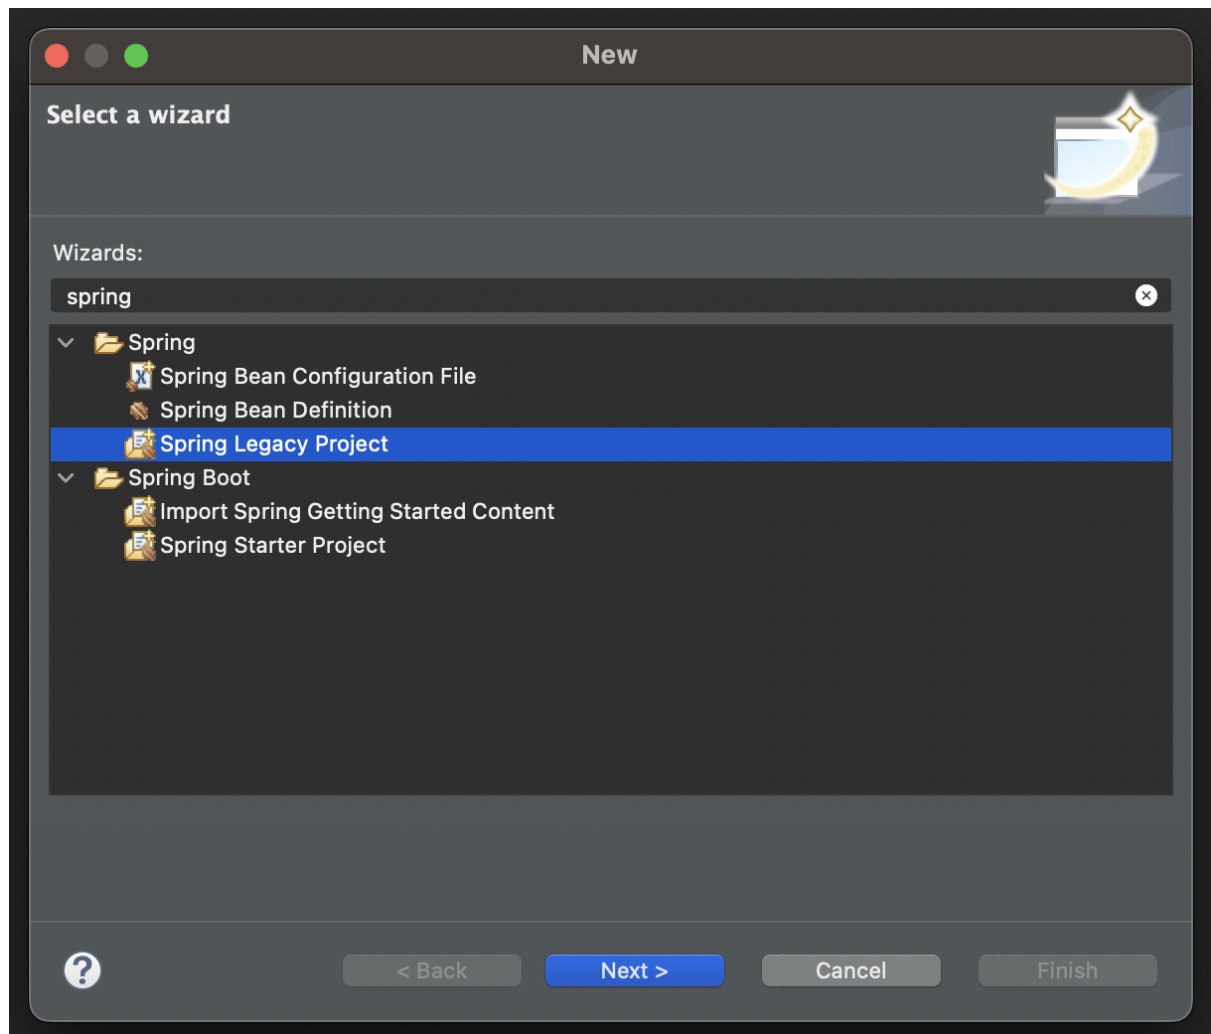 New
Select a wizard
Wizards:
spring
Spring
Spring Bean Configuration File
Spring Bean Definition
Spring Legacy Project
Spring Boot
Import Spring Getting Started Content
Spring Starter Project
?
< Back
Next >
Cancel
Finish